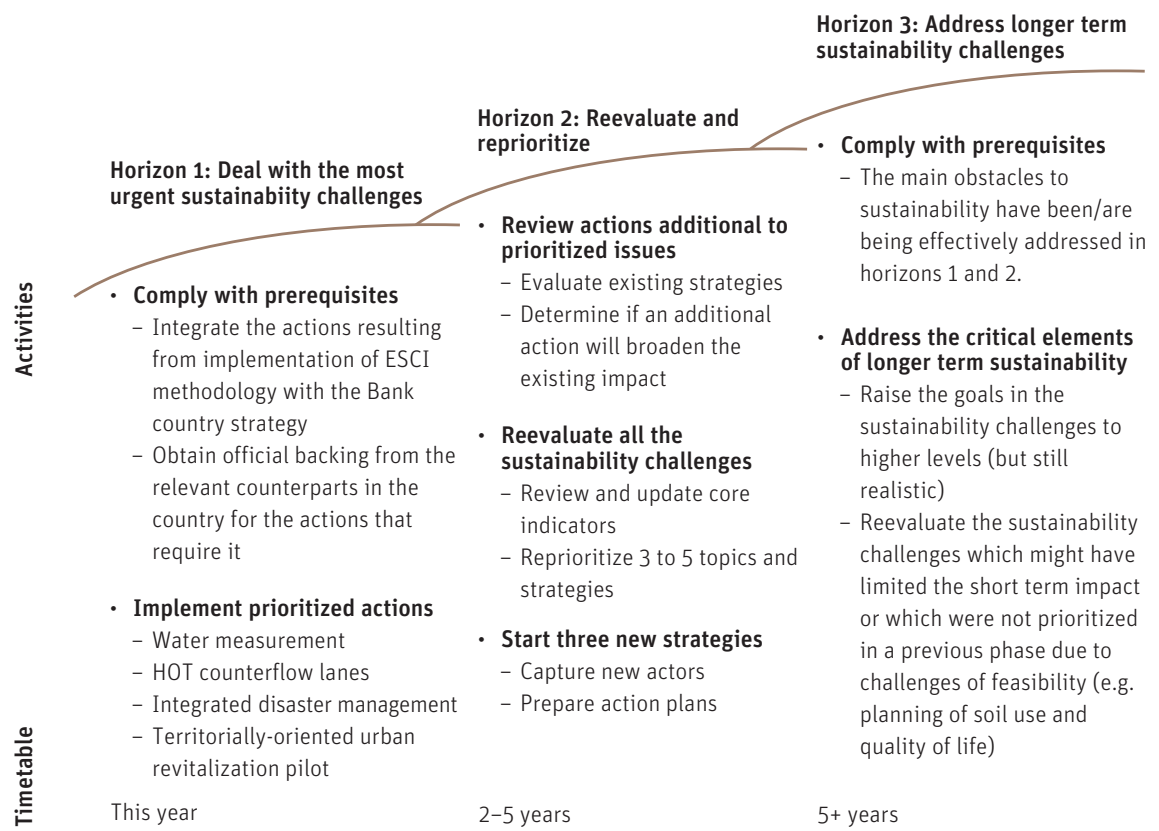 Horizon 3: Address longer term
sustainability challenges
Horizon 2: Reevaluate and
reprioritize
Horizon 1: Deal with the most
urgent sustainabiity challenges
Activities
• Comply with prerequisites
– Integrate the actions resulting
from implementation of ESCI
methodology with the Bank
country strategy
– Obtain official backing from the
relevant counterparts in the
country for the actions that
require it
• Implement prioritized actions
– Water measurement
– HOT counterflow lanes
– Integrated disaster management
– Territorially-oriented urban
revitalization pilot
• Review actions additional to
prioritized issues
– Evaluate existing strategies
– Determine if an additional
action will broaden the
existing impact
• Reevaluate all the
sustainability challenges
– Review and update core
indicators
– Reprioritize 3 to 5 topics and
strategies
• Start three new strategies
– Capture new actors
– Prepare action plans
• Comply with prerequisites
– The main obstacles to
sustainability have been/are
being effectively addressed in
horizons 1 and 2.
• Address the critical elements
of longer term sustainability
– Raise the goals in the
sustainability challenges to
higher levels (but still
realistic)
– Reevaluate the sustainability
challenges which might have
limited the short term impact
or which were not prioritized
in a previous phase due to
challenges of feasibility (e.g.
planning of soil use and
quality of life)
Timetable
This year
2–5 years
5+ years